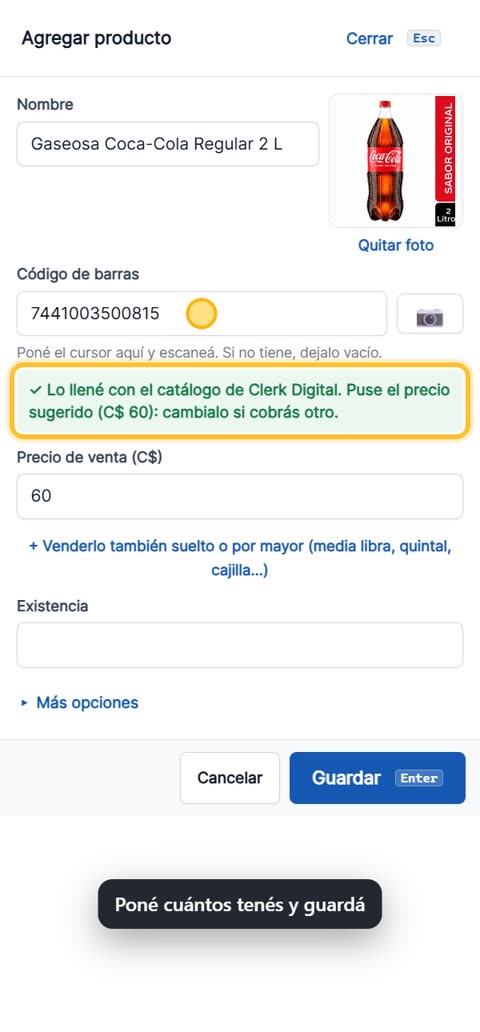 Agregar producto
Cerrar Esc
Nombre
Gaseosa Coca-Cola Regular 2 L
Coca-Cola
SABOR ORIGINAL
2
Litro
Quitar foto
Código de barras
7441003500815
Poné el cursor aquí y escaneá. Si no tiene, dejalo vacío.
✓ Lo llené con el catálogo de Clerk Digital. Puse el precio
sugerido (C$ 60): cambialo si cobrás otro.
Precio de venta (C$)
60
+ Venderlo también suelto o por mayor (media libra, quintal,
cajilla...)
Existencia
▸ Más opciones
Cancelar
Guardar Enter
Poné cuántos tenés y guardá